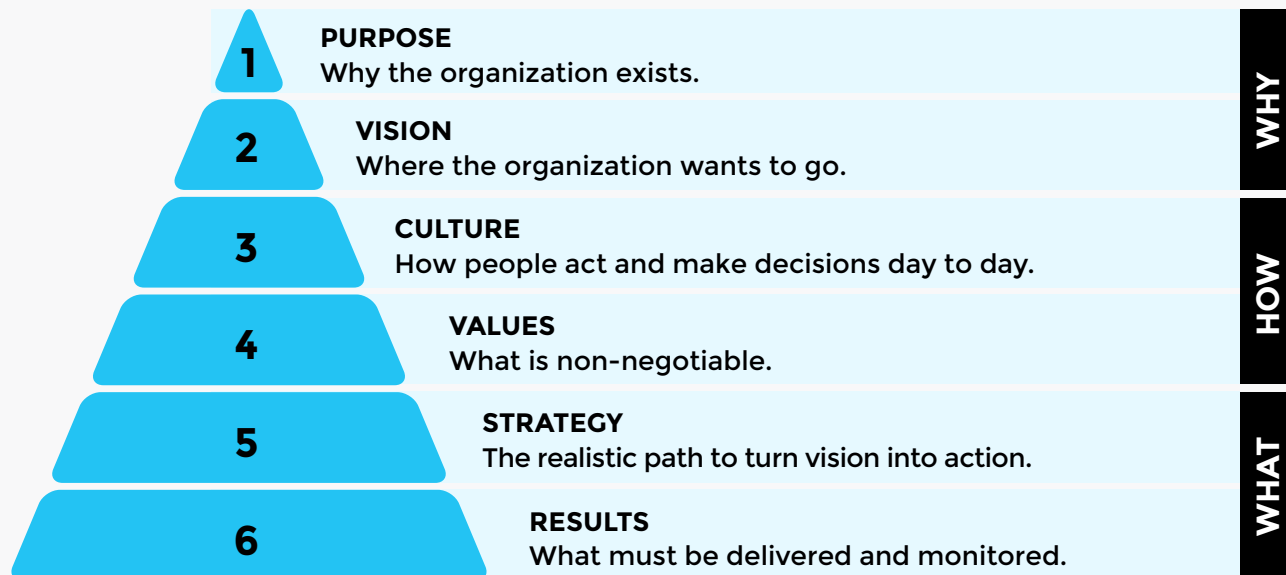 1
PURPOSE
Why the organization exists.
2
VISION
Where the organization wants to go.
WHY
3
CULTURE
How people act and make decisions day to day.
4
VALUES
What is non-negotiable.
HOW
5
STRATEGY
The realistic path to turn vision into action.
6
RESULTS
What must be delivered and monitored.
WHAT